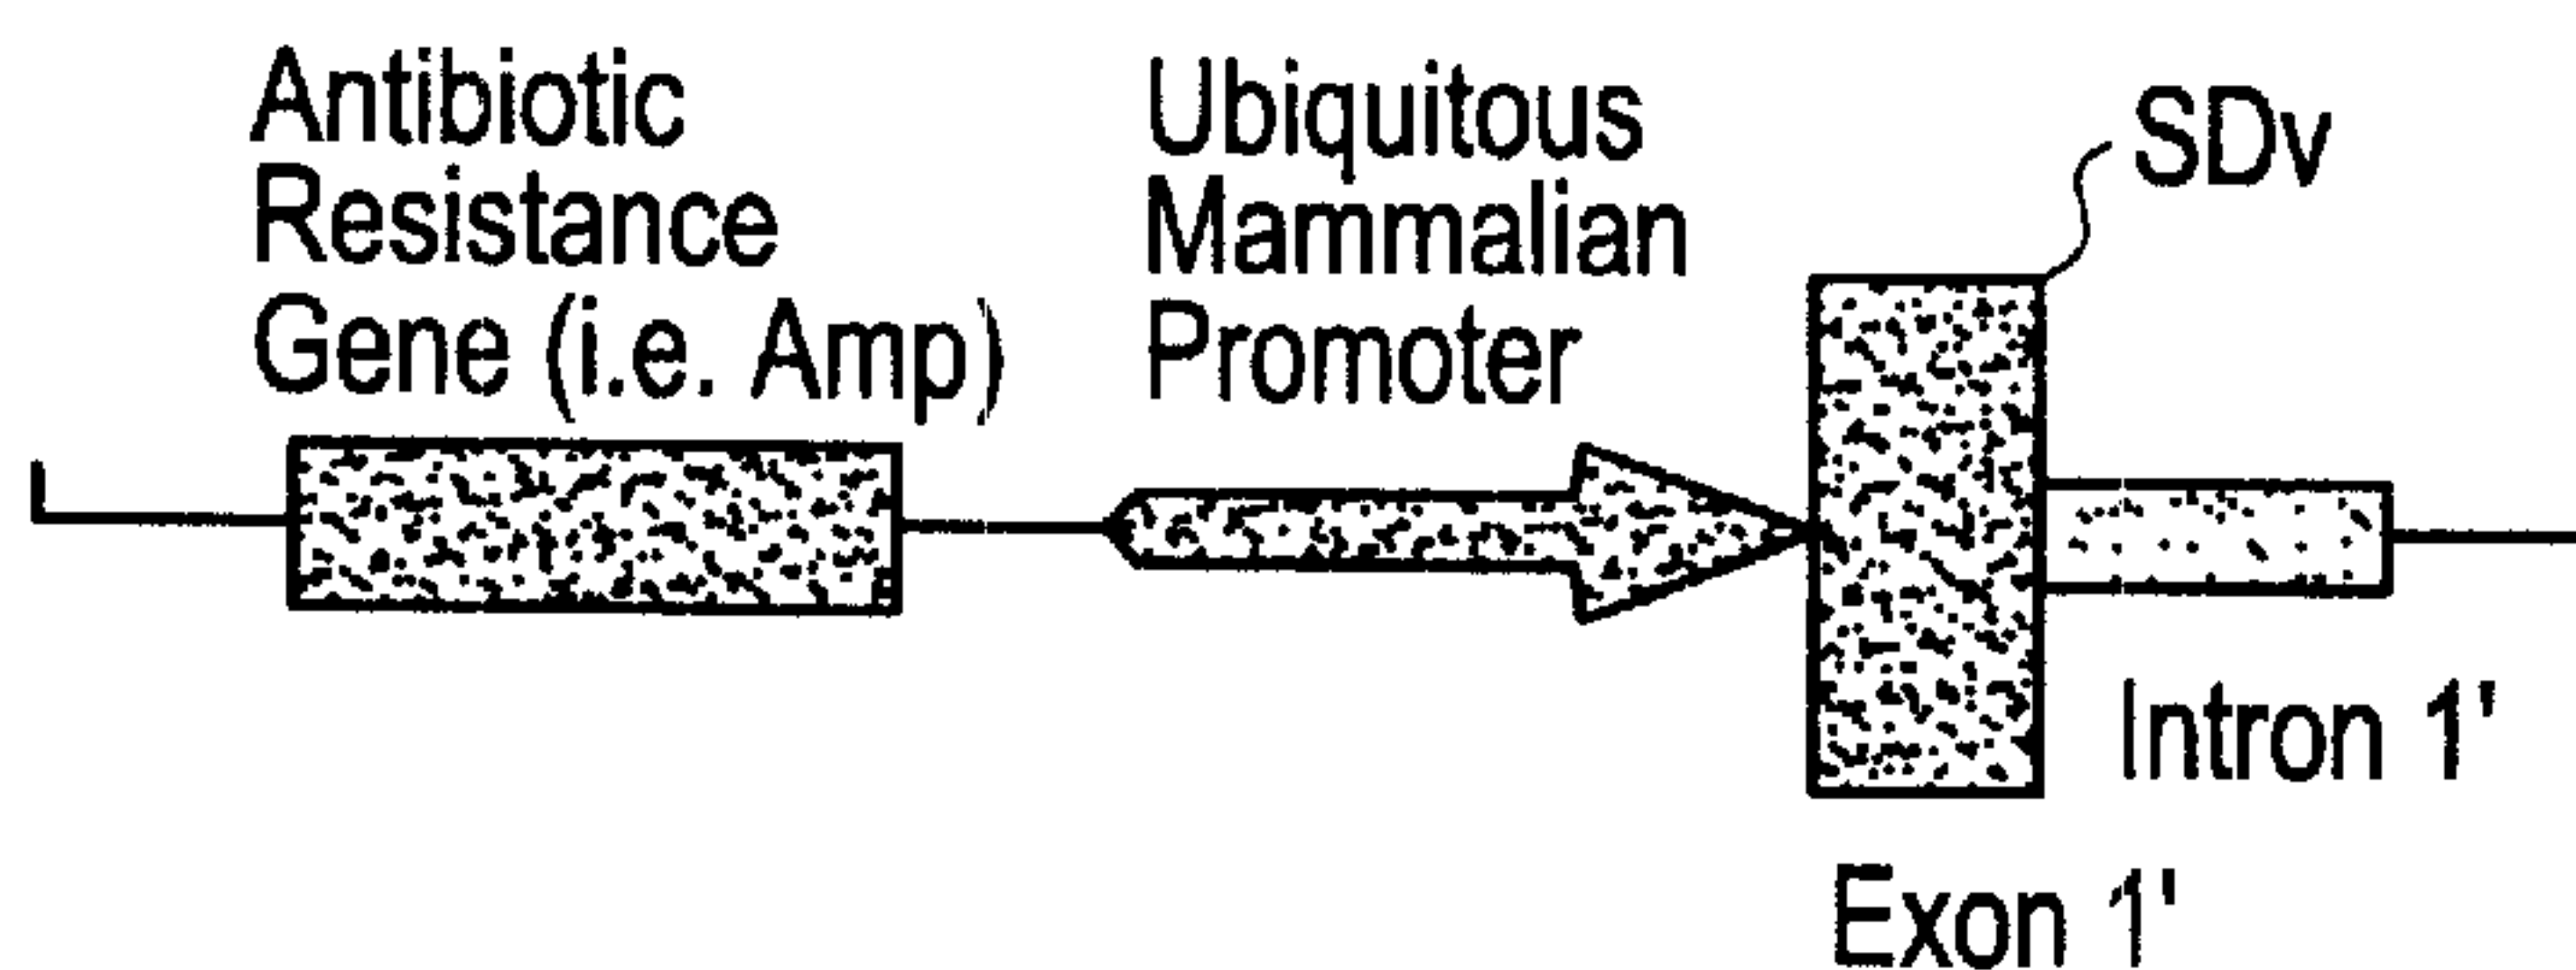 Antibiotic
Resistance
Gene (i.e. Amp)
Ubiquitous
Mammalian
Promoter
SDv
Intron 1'
Exon 1'